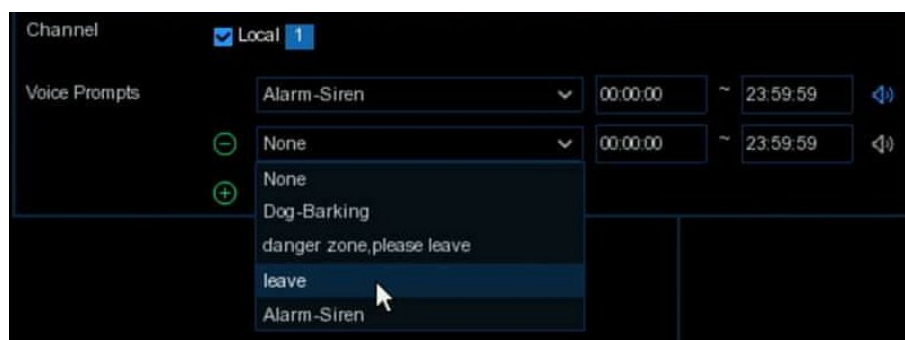 Channel Local 1
Voice Prompts Alarm-Siren 00:00:00 ~ 23:59:59
None 00:00:00 ~ 23:59:59
None
Dog-Barking
danger zone,please leave
leave
Alarm-Siren